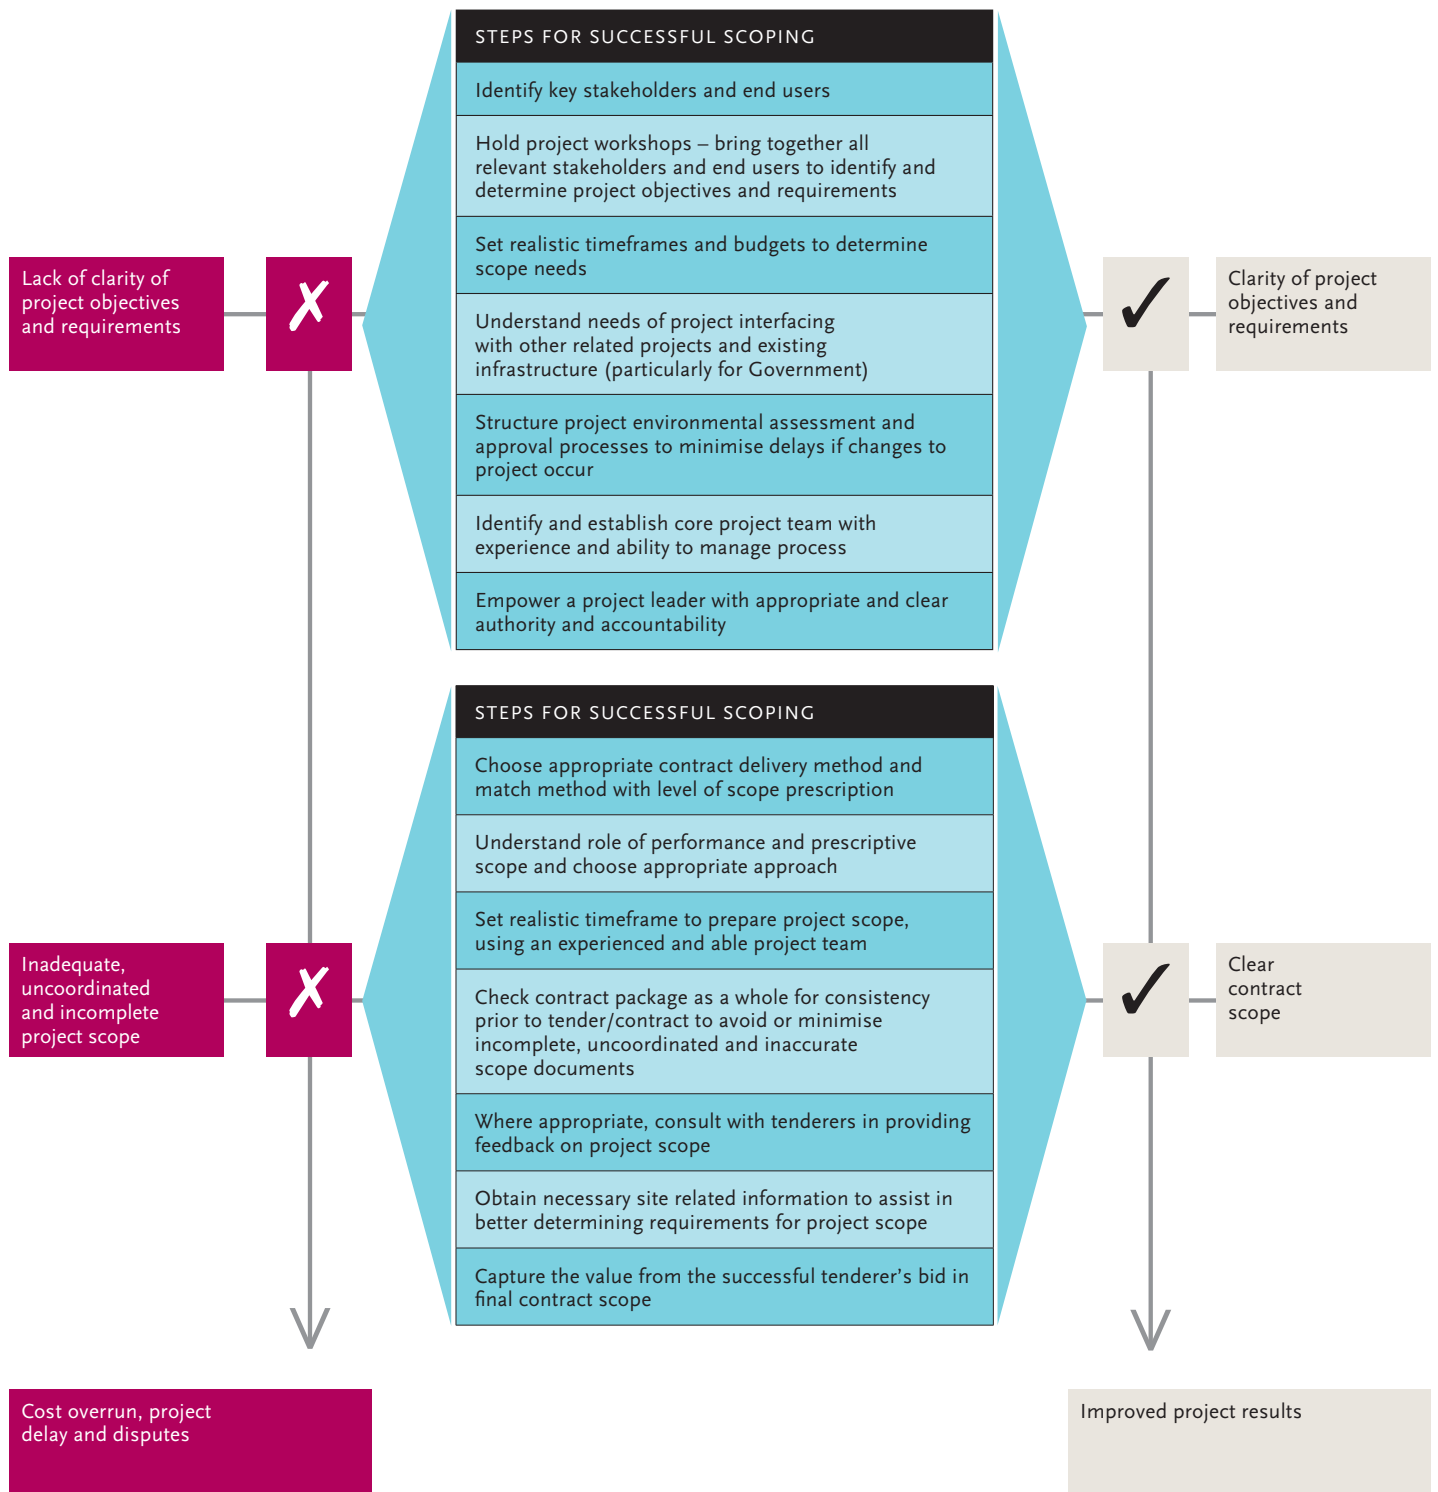 STEPS FOR SUCCESSFUL SCOPING
Identify key stakeholders and end users
Hold project workshops – bring together all
relevant stakeholders and end users to identify and
determine project objectives and requirements
Set realistic timeframes and budgets to determine
scope needs
Understand needs of project interfacing
with other related projects and existing
infrastructure (particularly for Government)
Structure project environmental assessment and
approval processes to minimise delays if changes to
project occur
Identify and establish core project team with
experience and ability to manage process
Empower a project leader with appropriate and clear
authority and accountability
Lack of clarity of
project objectives
and requirements
✗
✓
Clarity of project
objectives and
requirements
STEPS FOR SUCCESSFUL SCOPING
Choose appropriate contract delivery method and
match method with level of scope prescription
Understand role of performance and prescriptive
scope and choose appropriate approach
Set realistic timeframe to prepare project scope,
using an experienced and able project team
Check contract package as a whole for consistency
prior to tender/contract to avoid or minimise
incomplete, uncoordinated and inaccurate
scope documents
Where appropriate, consult with tenderers in providing
feedback on project scope
Obtain necessary site related information to assist in
better determining requirements for project scope
Capture the value from the successful tenderer’s bid in
final contract scope
Inadequate,
uncoordinated
and incomplete
project scope
✗
✓
Clear
contract
scope
Cost overrun, project
delay and disputes
Improved project results